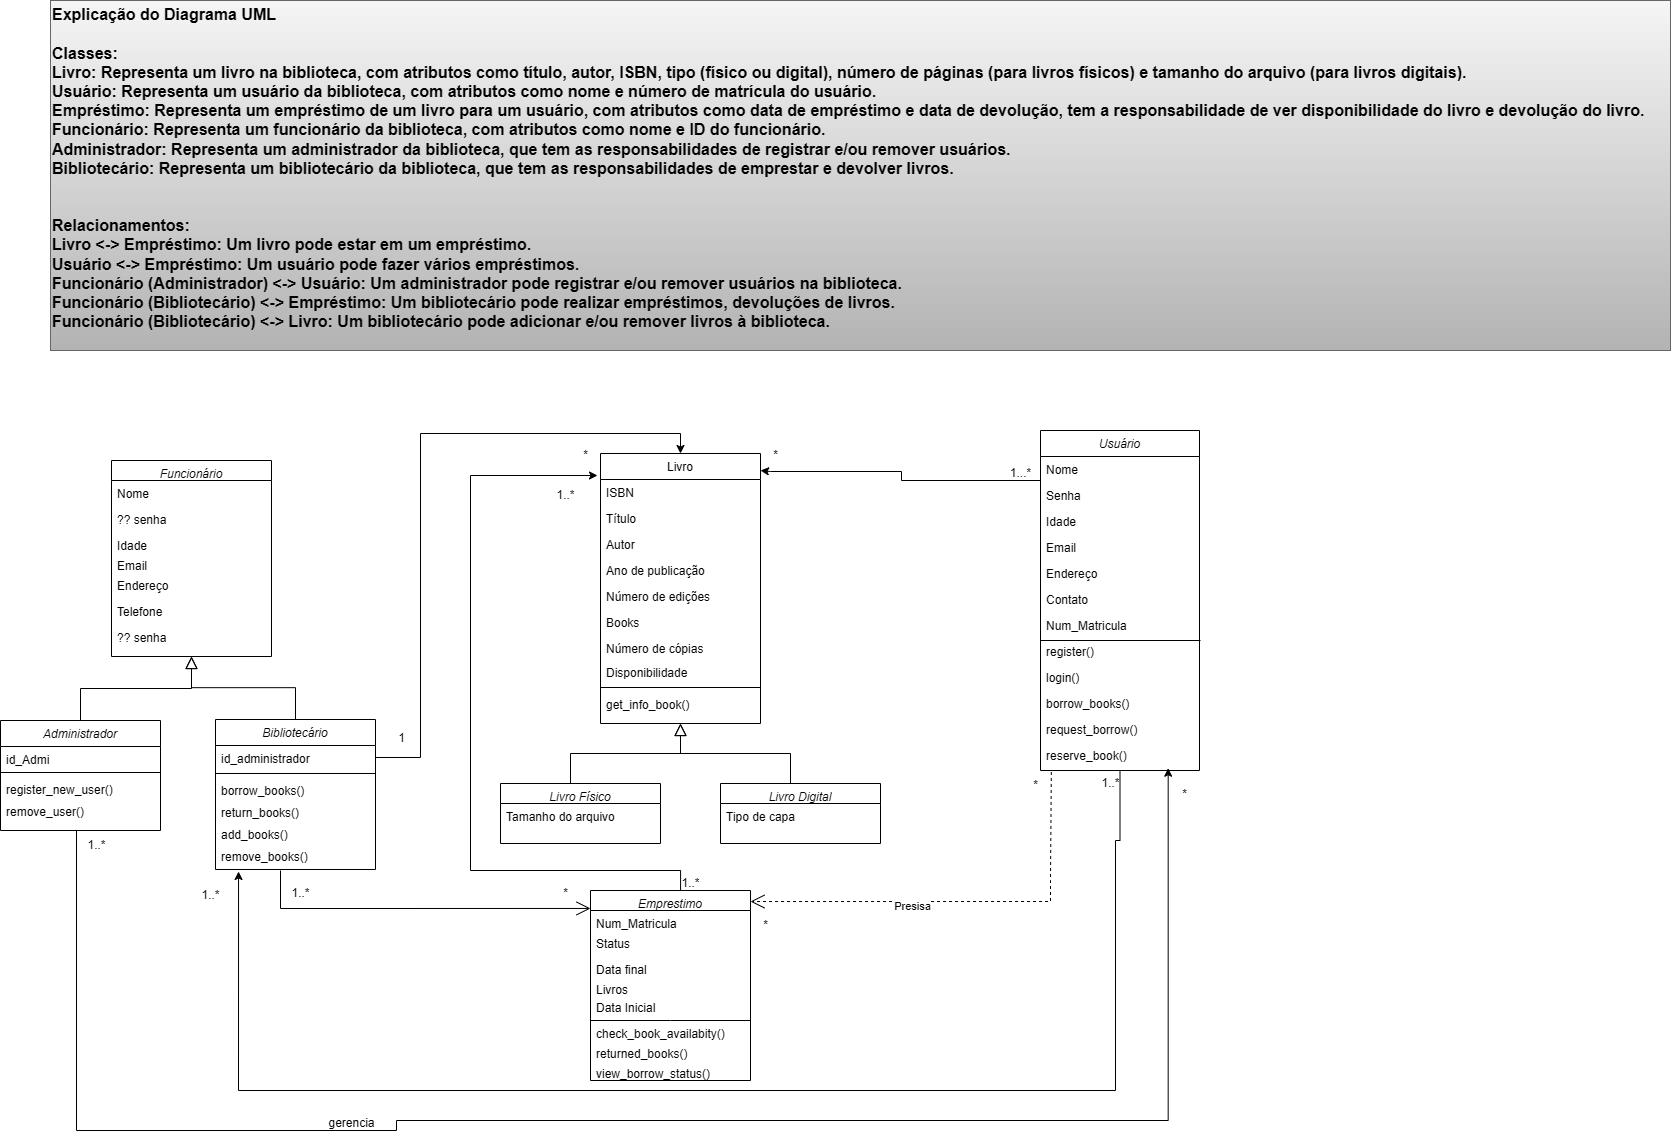 Explicação do Diagrama UML
Classes:
Livro: Representa um livro na biblioteca, com atributos como título, autor, ISBN, tipo (físico ou digital), número de páginas (para livros físicos) e tamanho do arquivo (para livros digitais).
Usuário: Representa um usuário da biblioteca, com atributos como nome e número de matrícula do usuário.
Empréstimo: Representa um empréstimo de um livro para um usuário, com atributos como data de empréstimo e data de devolução, tem a responsabilidade de ver disponibilidade do livro e devolução do livro.
Funcionário: Representa um funcionário da biblioteca, com atributos como nome e ID do funcionário.
Administrador: Representa um administrador da biblioteca, que tem as responsabilidades de registrar e/ou remover usuários.
Bibliotecário: Representa um bibliotecário da biblioteca, que tem as responsabilidades de emprestar e devolver livros.
Relacionamentos:
Livro <-> Empréstimo: Um livro pode estar em um empréstimo.
Usuário <-> Empréstimo: Um usuário pode fazer vários empréstimos.
Funcionário (Administrador) <-> Usuário: Um administrador pode registrar e/ou remover usuários na biblioteca.
Funcionário (Bibliotecário) <-> Empréstimo: Um bibliotecário pode realizar empréstimos, devoluções de livros.
Funcionário (Bibliotecário) <-> Livro: Um bibliotecário pode adicionar e/ou remover livros à biblioteca.
Funcionário
Nome
?? senha
Idade
Email
Endereço
Telefone
?? senha
Administrador
id_Admi
register_new_user()
remove_user()
1..*
Bibliotecário
id_administrador
borrow_books()
return_books()
add_books()
remove_books()
1
1..*
1..*
*
1..*
Livro
ISBN
Título
Autor
Ano de publicação
Número de edições
Books
Número de cópias
Disponibilidade
get_info_book()
*
1...*
Livro Físico
Tamanho do arquivo
Livro Digital
Tipo de capa
*
1..*
Emprestimo
Num_Matricula
Status
Data final
Livros
Data Inicial
check_book_availabity()
returned_books()
view_borrow_status()
*
Presisa
Usuário
Nome
Senha
Idade
Email
Endereço
Contato
Num_Matricula
register()
login()
borrow_books()
request_borrow()
reserve_book()
*
1..*
*
gerencia